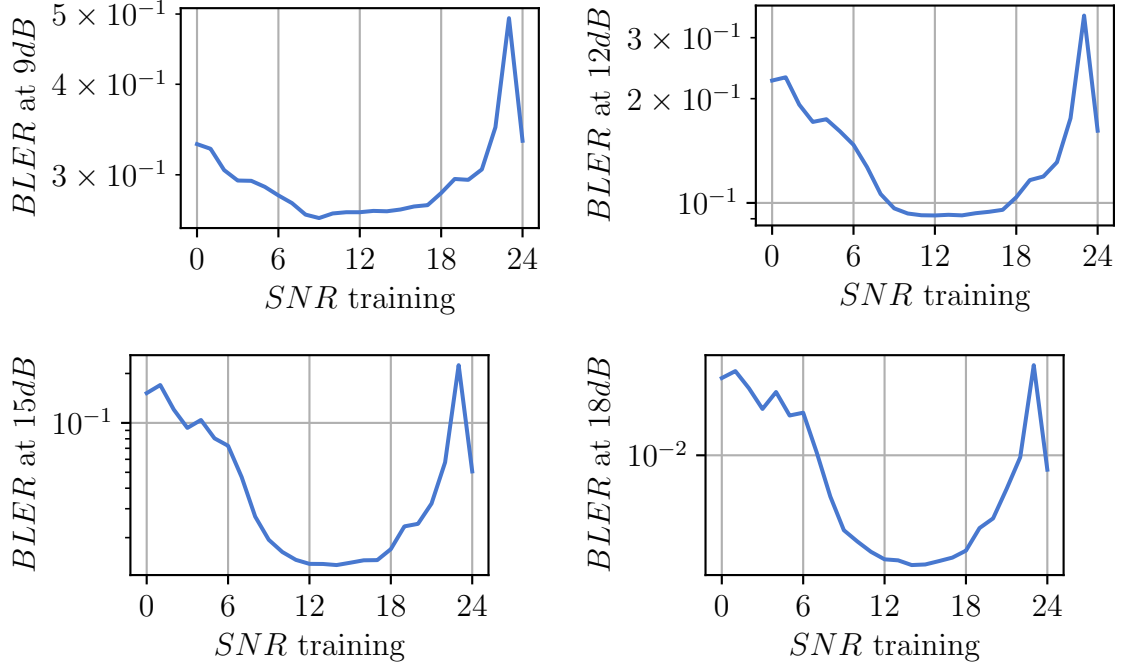 BLER at 9dB
5 × 10⁻¹
4 × 10⁻¹
3 × 10⁻¹
0 6 12 18 24
SNR training
BLER at 12dB
3 × 10⁻¹
2 × 10⁻¹
10⁻¹
0 6 12 18 24
SNR training
BLER at 15dB
10⁻¹
0 6 12 18 24
SNR training
BLER at 18dB
10⁻²
0 6 12 18 24
SNR training